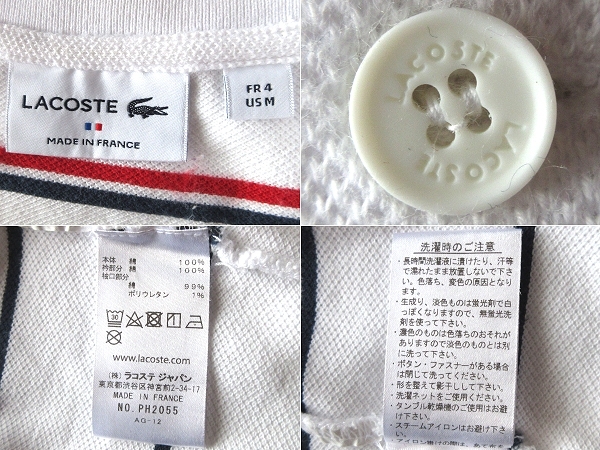 LACOSTE
MADE IN FRANCE
FR 4
US M
LACOSTE
LACOSTE
本体 綿 100%
衿部分 綿 100%
袖口部分
綿 99%
ポリウレタン 1%
30
www.lacoste.com
(株) ラコステ ジャパン
東京都渋谷区神宮前2-34-17
MADE IN FRANCE
NO. PH2055
AG-12
洗濯時のご注意
・長時間洗濯液に漬けたり、汗等
で濡れたまま放置しないで下さ
い。色落ち、変色の原因となり
ます。
・生成り、淡色のものは蛍光剤で白
っぽくなりますので、無蛍光洗
剤を使って下さい。
・濃色のものは色落ちのおそれが
ありますので淡色のものとは別
に洗って下さい。
・ボタン・ファスナーがある場合
は閉じて洗ってください。
・形を整えて影干しして下さい。
・洗濯ネットをご使用ください。
・タンブル乾燥機のご使用はお避
け下さい。
・スチームアイロンはお避け下さ
い。